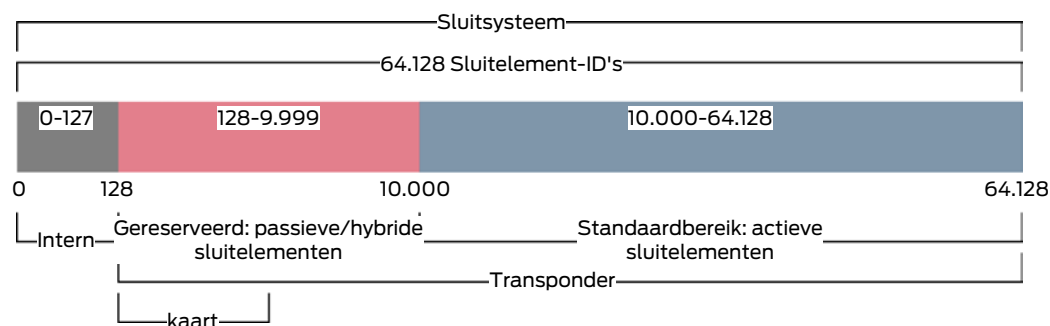 Sluitsysteem
64.128 Sluitelement-ID's
0-127 128-9.999 10.000-64.128
0 128 10.000 64.128
Intern Gereserveerd: passieve/hybride Standaardbereik: actieve
sluitelementen sluitelementen
Transponder
kaart